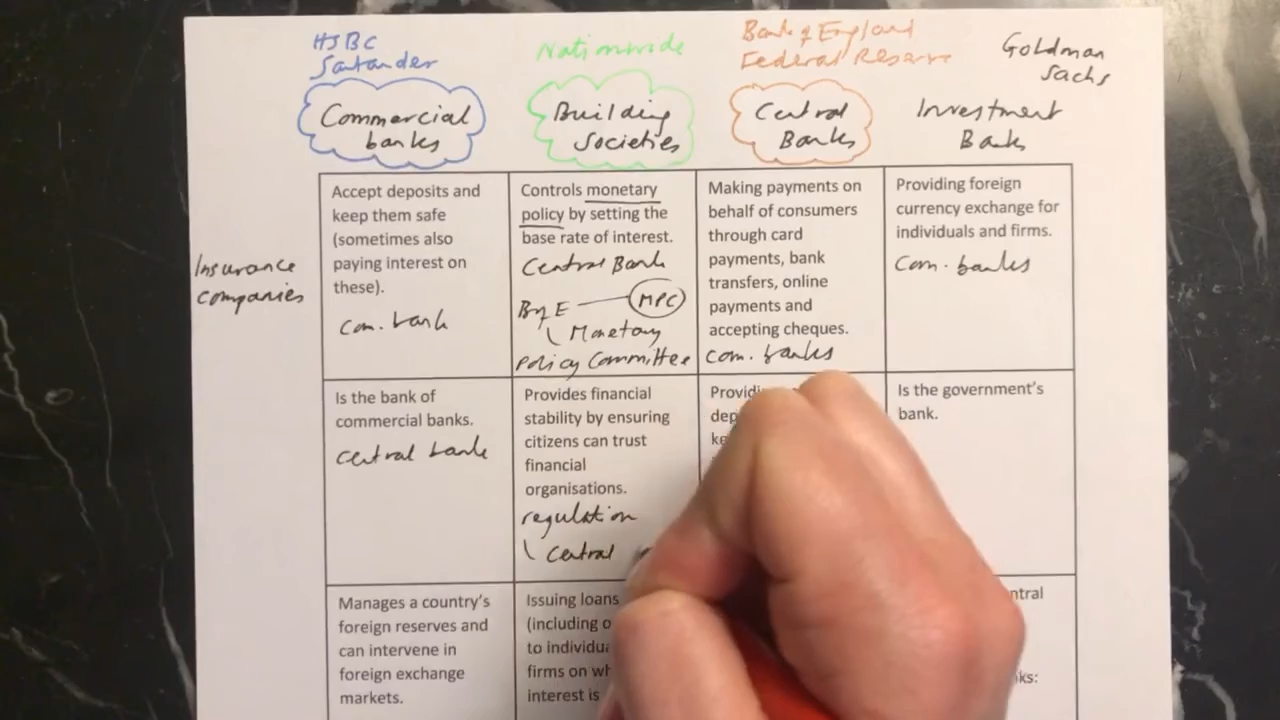 HSBC
Santander
Nationwide
Bank of England
Federal Reserve
Goldman
Sachs
Commercial
banks
Building
Societies
Central
Banks
Investment
Banks
Insurance
companies
Accept deposits and
keep them safe
(sometimes also
paying interest on
these).
com. bank
Controls monetary
policy by setting the
base rate of interest.
Central Bank
BofE — MPC
Monetary
Policy Committee
Making payments on
behalf of consumers
through card
payments, bank
transfers, online
payments and
accepting cheques.
com. banks
Providing foreign
currency exchange for
individuals and firms.
com. banks
Is the bank of
commercial banks.
central bank
Provides financial
stability by ensuring
citizens can trust
financial
organisations.
regulation
central
Is the government's
bank.
Manages a country's
foreign reserves and
can intervene in
foreign exchange
markets.
Issuing loans
(including
to
firms on
interest is